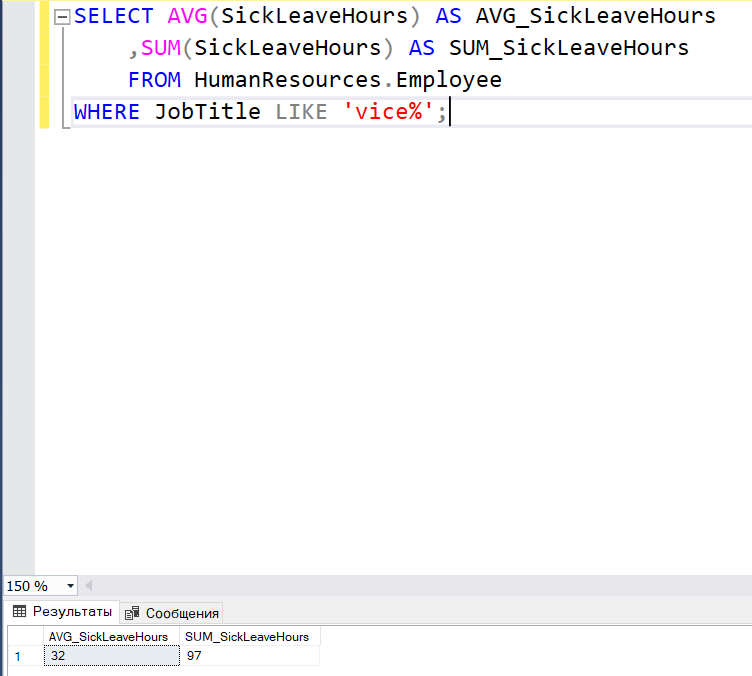 SELECT AVG(SickLeaveHours) AS AVG_SickLeaveHours
,SUM(SickLeaveHours) AS SUM_SickLeaveHours
FROM HumanResources.Employee
WHERE JobTitle LIKE 'vice%';
150 %
Результаты Сообщения
AVG_SickLeaveHours SUM_SickLeaveHours
1 32 97